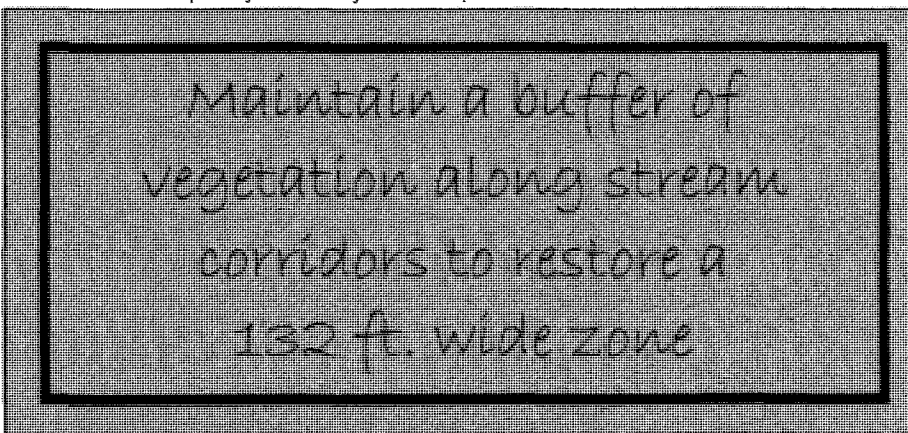 Maintain a buffer of
vegetation along stream
corridors to restore a
132 ft. wide zone